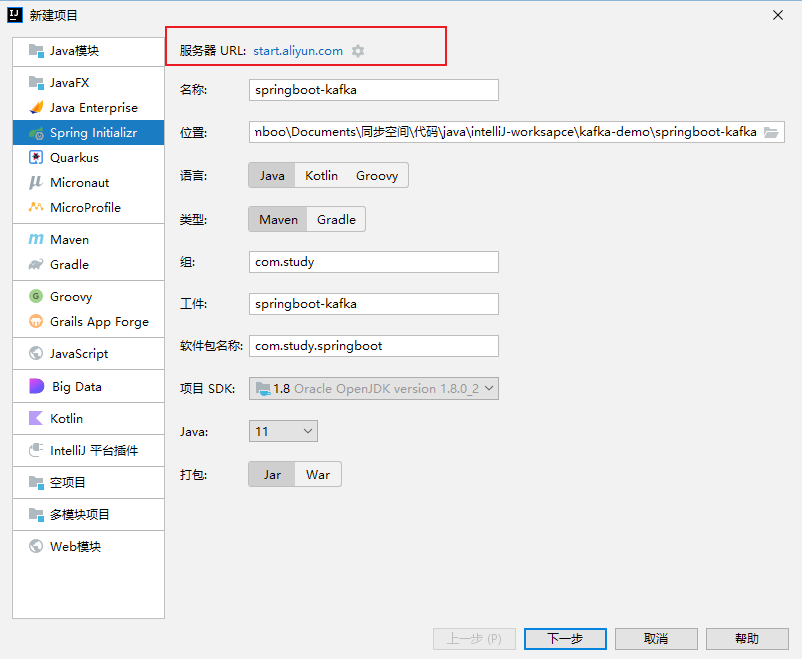 新建项目
Java模块
JavaFX
Java Enterprise
Spring Initializr
Quarkus
Micronaut
MicroProfile
Maven
Gradle
Groovy
Grails App Forge
JavaScript
Big Data
Kotlin
IntelliJ 平台插件
空项目
多模块项目
Web模块
服务器 URL: start.aliyun.com
名称: springboot-kafka
位置: nboo\Documents\同步空间\代码\java\intelliJ-worksapce\kafka-demo\springboot-kafka
语言: Java Kotlin Groovy
类型: Maven Gradle
组: com.study
工件: springboot-kafka
软件包名称: com.study.springboot
项目 SDK: 1.8 Oracle OpenJDK version 1.8.0_2
Java: 11
打包: Jar War
上一步 (P) 下一步 取消 帮助